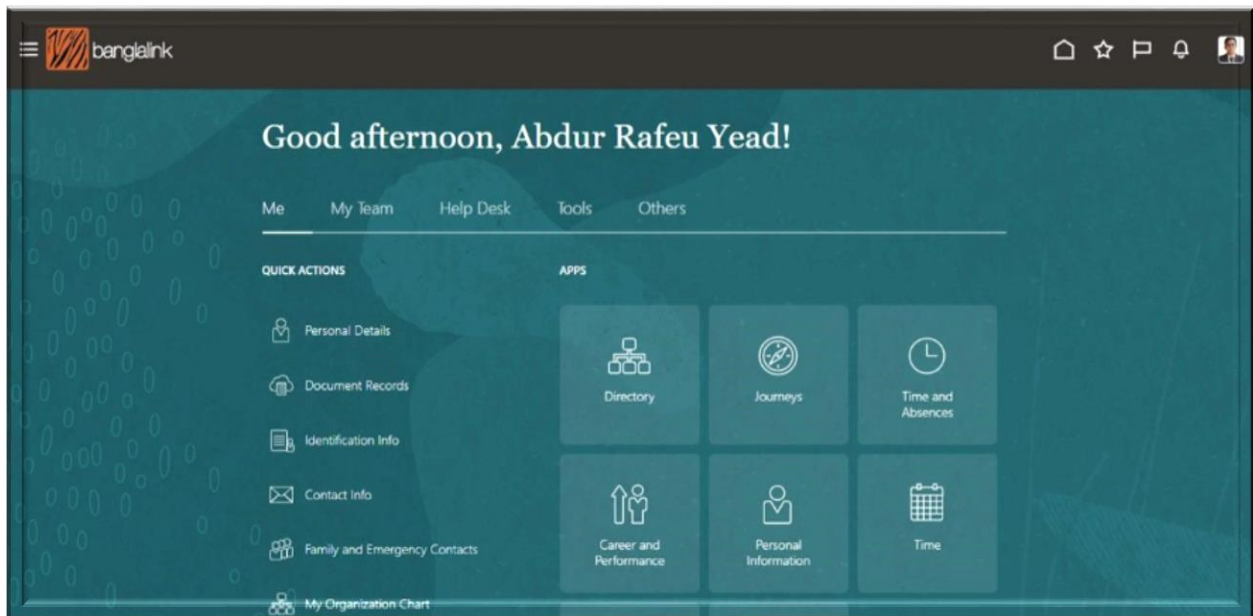 banglalink
Good afternoon, Abdur Rafeu Yead!
Me My Team Help Desk Tools Others
QUICK ACTIONS
Personal Details
Document Records
Identification Info
Contact Info
Family and Emergency Contacts
My Organization Chart
APPS
Directory
Journeys
Time and
Absences
Career and
Performance
Personal
Information
Time